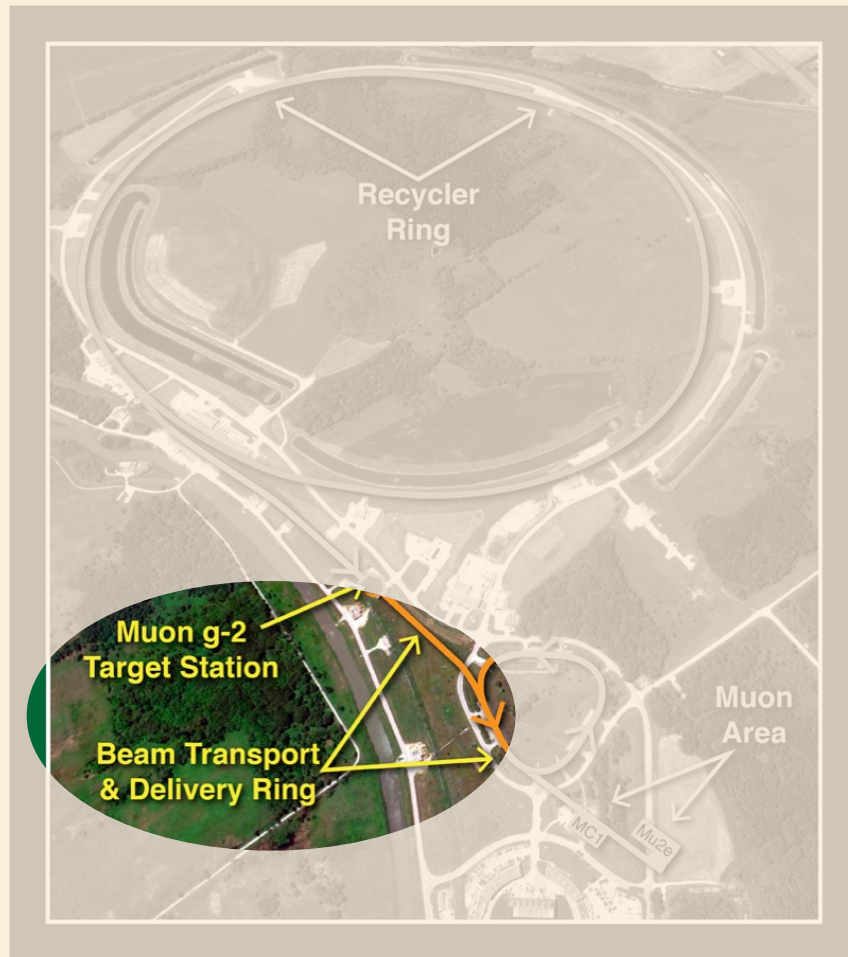 Recycler
Ring
Muon g-2
Target Station
Muon
Area
Beam Transport
& Delivery Ring
MC1
Mu2e